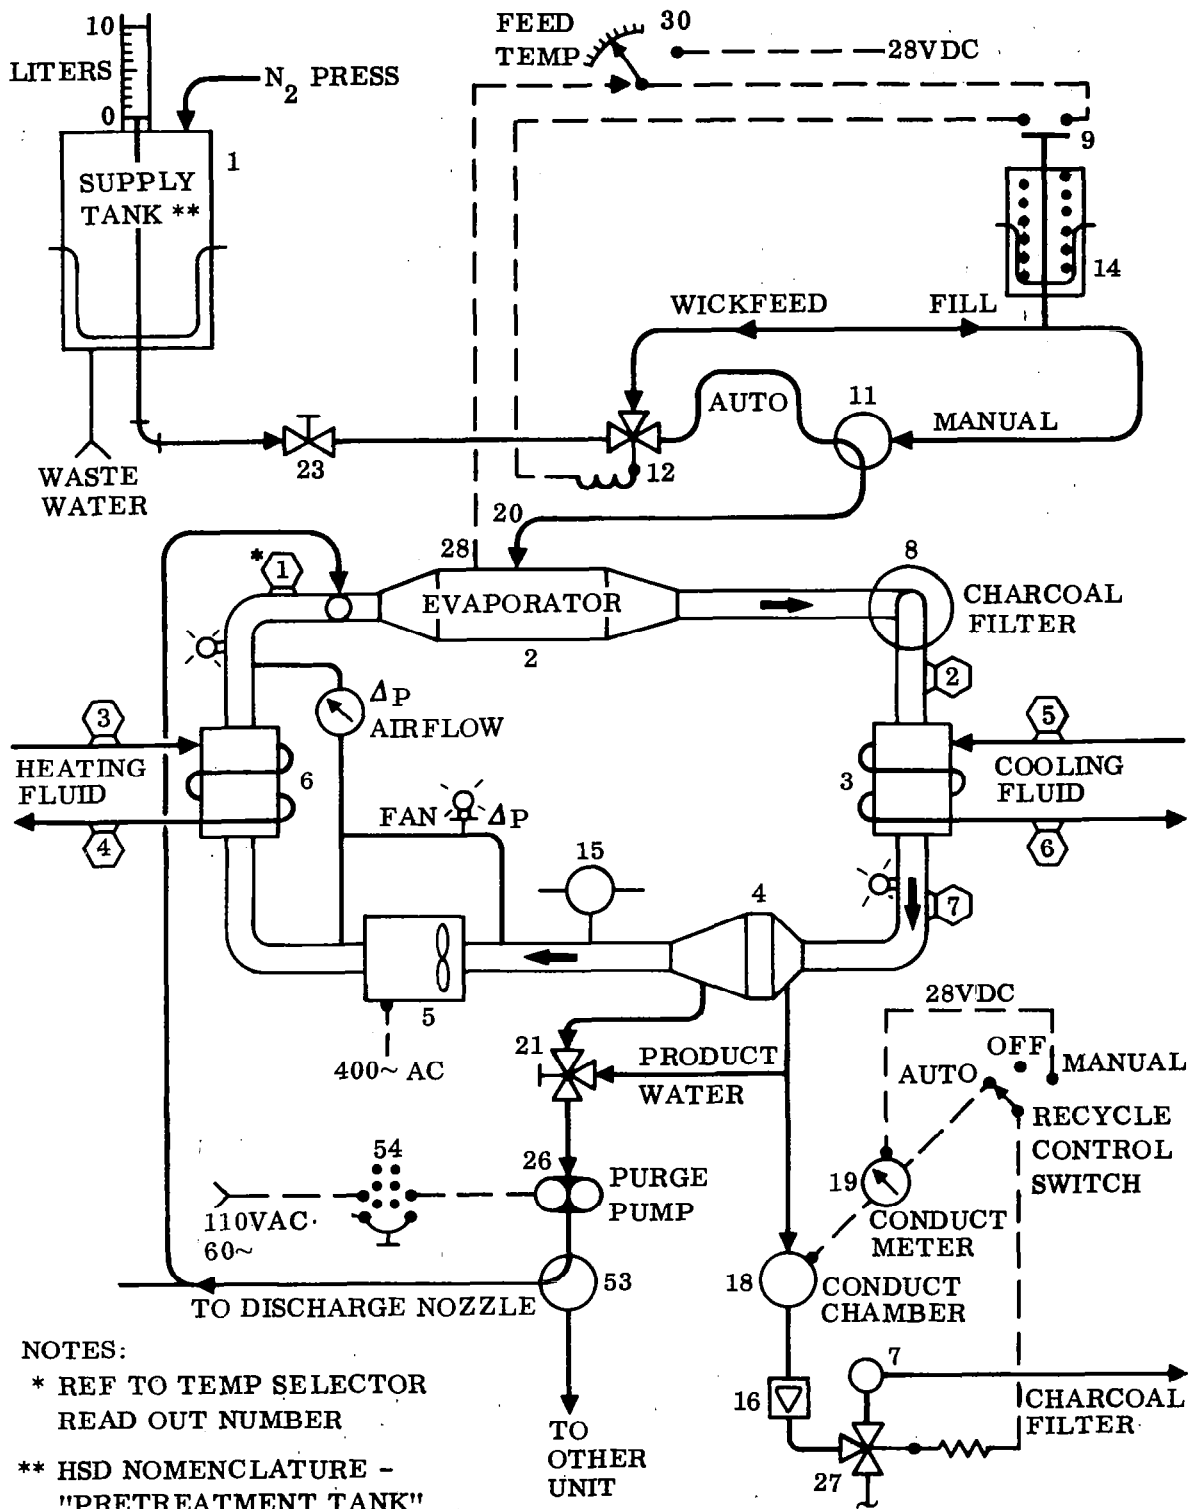 10
LITERS
0
N2 PRESS
1
SUPPLY
TANK **
WASTE
WATER
FEED
TEMP
30
28VDC
9
14
WICKFEED
FILL
AUTO
11
MANUAL
23
12
20
28
* 1
EVAPORATOR
2
8
CHARCOAL
FILTER
2
ΔP
AIRFLOW
3
HEATING
FLUID
4
6
5
COOLING
FLUID
6
3
FAN
ΔP
15
4
7
5
400~ AC
21
PRODUCT
WATER
28VDC
OFF
AUTO
MANUAL
RECYCLE
CONTROL
SWITCH
54
110VAC
60~
26
PURGE
PUMP
19
CONDUCT
METER
53
TO DISCHARGE NOZZLE
18
CONDUCT
CHAMBER
NOTES:
* REF TO TEMP SELECTOR
READ OUT NUMBER
** HSD NOMENCLATURE -
"PRETREATMENT TANK"
TO
OTHER
UNIT
16
7
CHARCOAL
FILTER
27